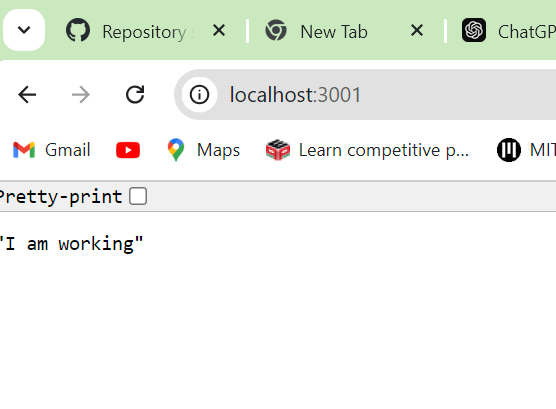 Repository
New Tab
ChatGP
localhost:3001
Gmail
Maps
Learn competitive p...
MIT
Pretty-print
"I am working"